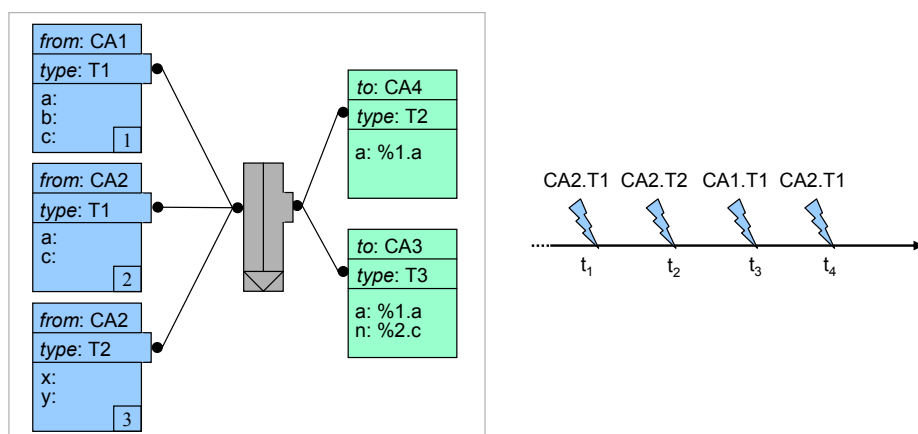 from: CA1
type: T1
a:
b:
c:
1
from: CA2
type: T1
a:
c:
2
from: CA2
type: T2
x:
y:
3
to: CA4
type: T2
a: %1.a
to: CA3
type: T3
a: %1.a
n: %2.c
CA2.T1 CA2.T2 CA1.T1 CA2.T1
t1 t2 t3 t4